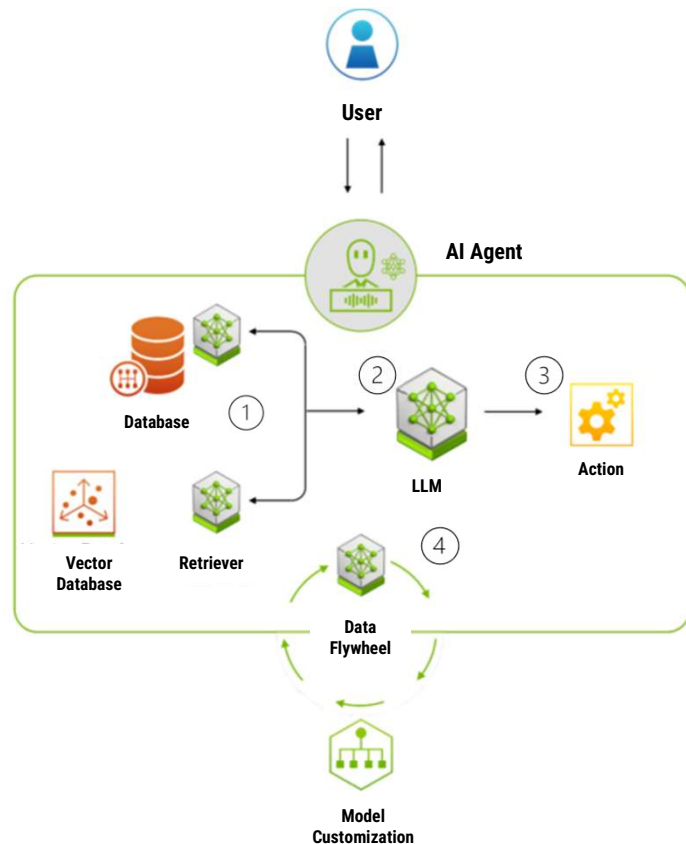 User
AI Agent
1
Database
2
LLM
3
Action
Vector
Database
Retriever
4
Data
Flywheel
Model
Customization